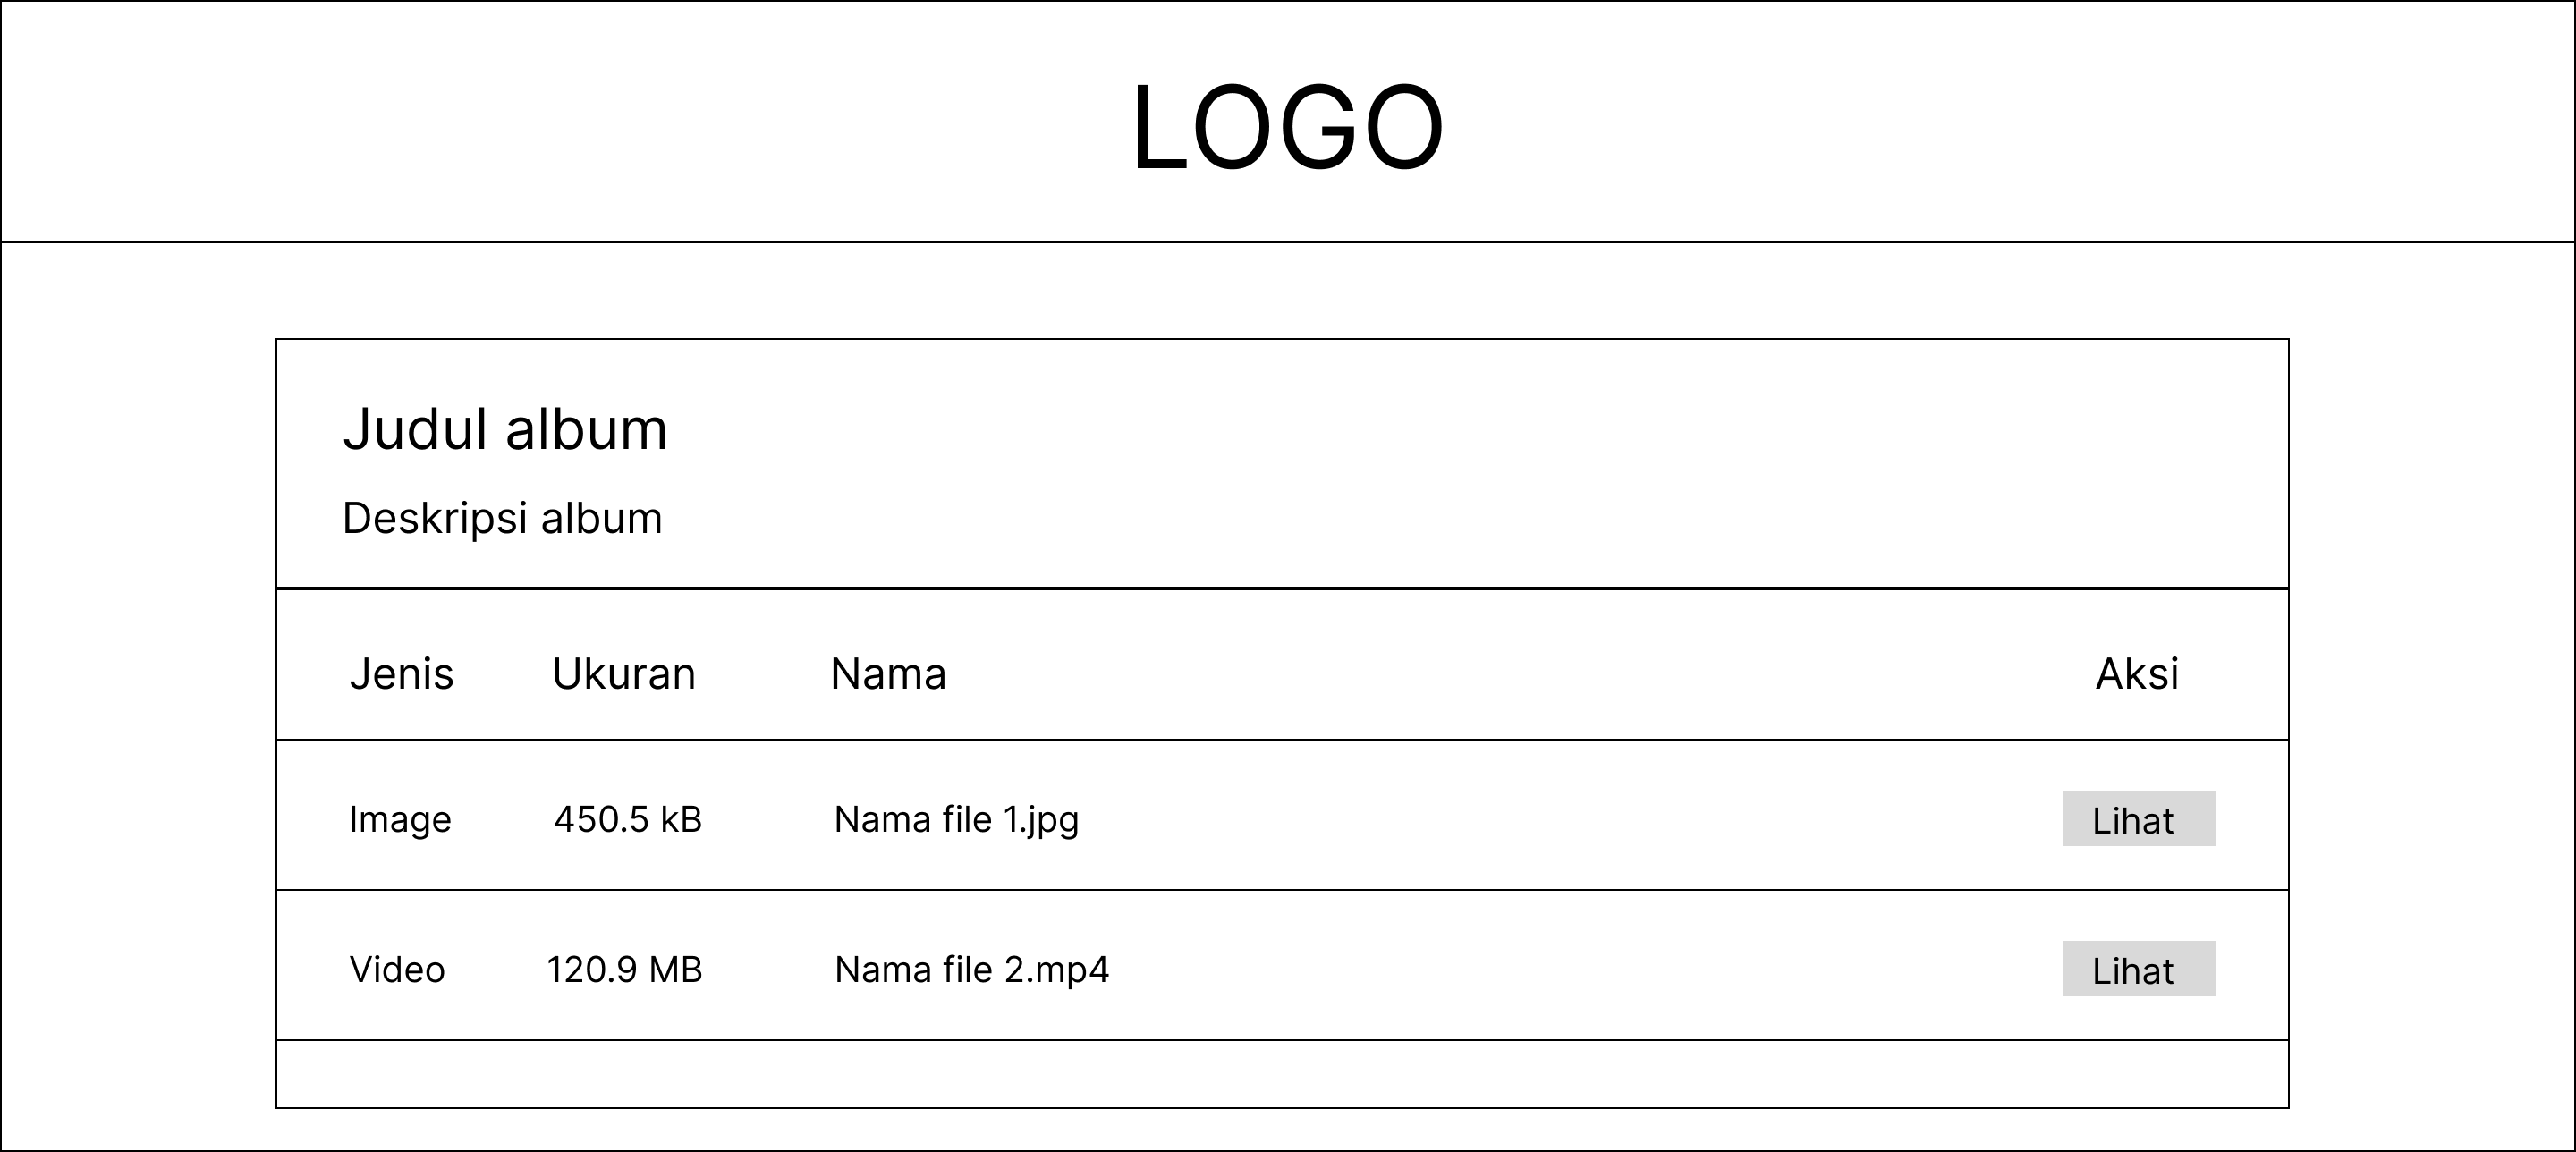 LOGO
Judul album
Deskripsi album
Jenis Ukuran Nama Aksi
Image 450.5 kB Nama file 1.jpg Lihat
Video 120.9 MB Nama file 2.mp4 Lihat